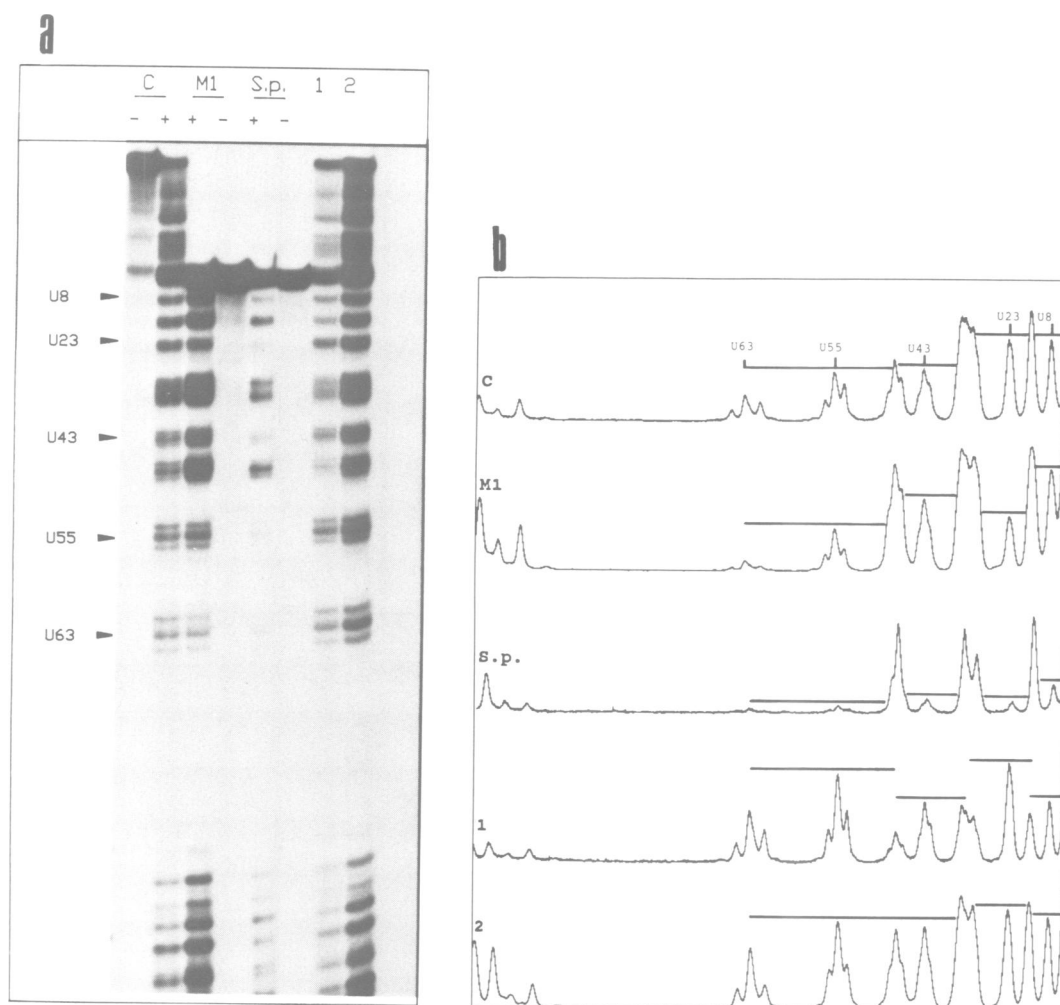 a
C M1 S.p. 1 2
- + + - + -
U8
U23
U43
U55
U63
b
U63 U55 U43 U23 U8
C
M1
S.p.
1
2